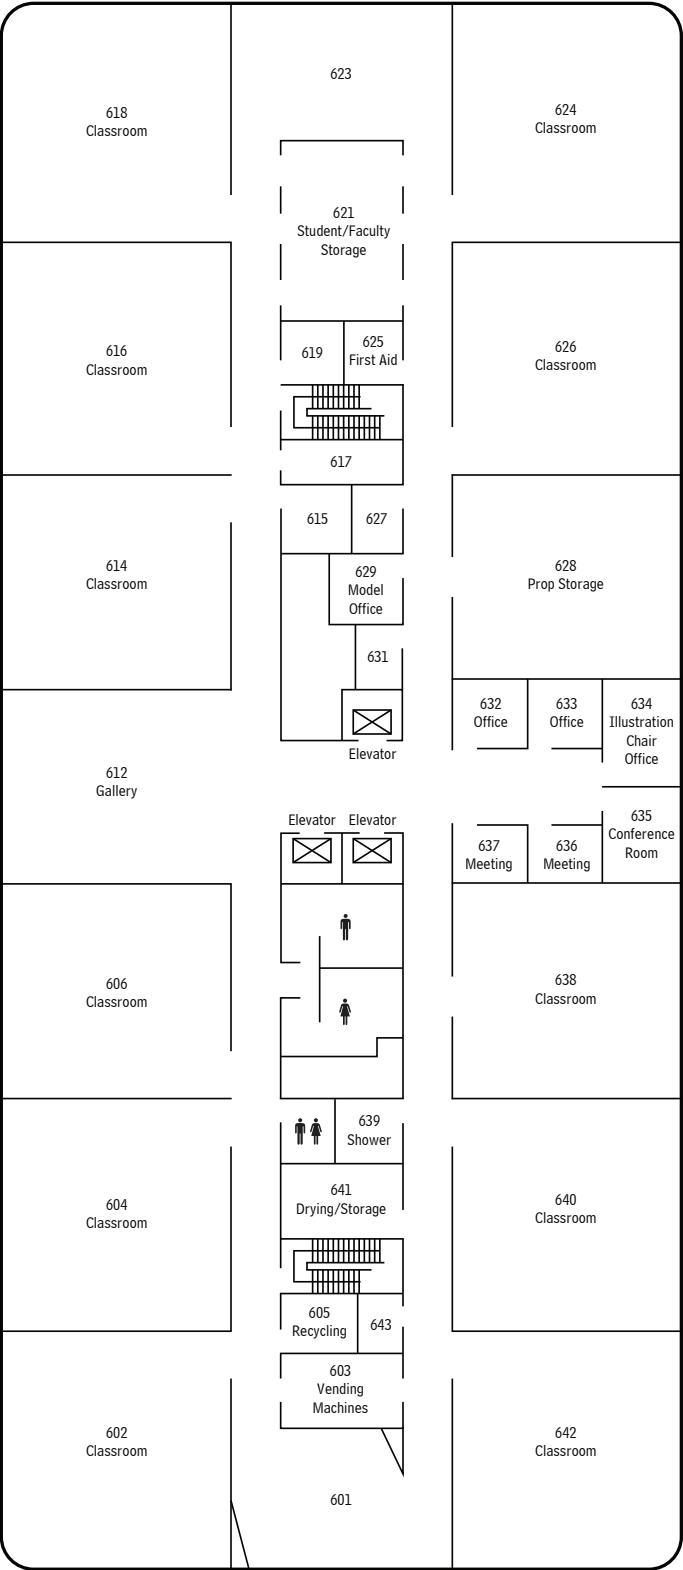 623
618
Classroom
624
Classroom
621
Student/Faculty
Storage
616
Classroom
619
625
First Aid
626
Classroom
617
615
627
614
Classroom
629
Model
Office
628
Prop Storage
631
632
Office
633
Office
634
Illustration
Chair
Office
Elevator
612
Gallery
Elevator
Elevator
637
Meeting
636
Meeting
635
Conference
Room
606
Classroom
638
Classroom
639
Shower
604
Classroom
641
Drying/Storage
640
Classroom
605
Recycling
643
603
Vending
Machines
602
Classroom
642
Classroom
601